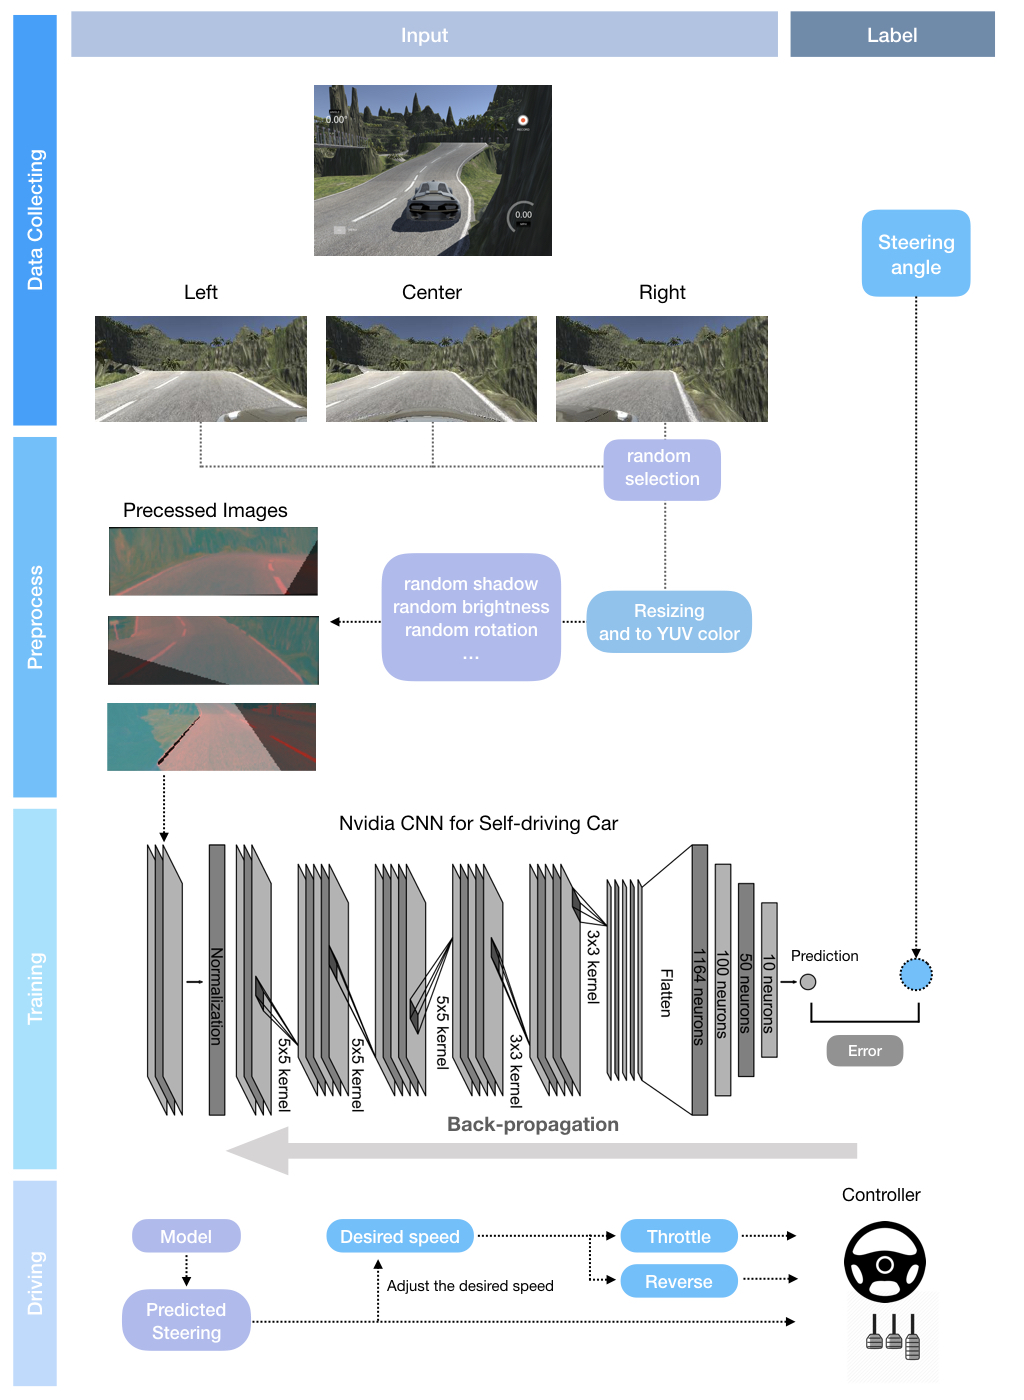 Input
Label
Data Collecting
0.00°
0.00
Steering
angle
Left
Center
Right
random
selection
Preprocess
Precessed Images
random shadow
random brightness
random rotation
...
Resizing
and to YUV color
Training
Nvidia CNN for Self-driving Car
Normalization
5x5 kernel
5x5 kernel
5x5 kernel
3x3 kernel
3x3 kernel
Flatten
1164 neurons
100 neurons
50 neurons
10 neurons
Prediction
Error
Back-propagation
Driving
Controller
Model
Desired speed
Throttle
Adjust the desired speed
Reverse
Predicted
Steering